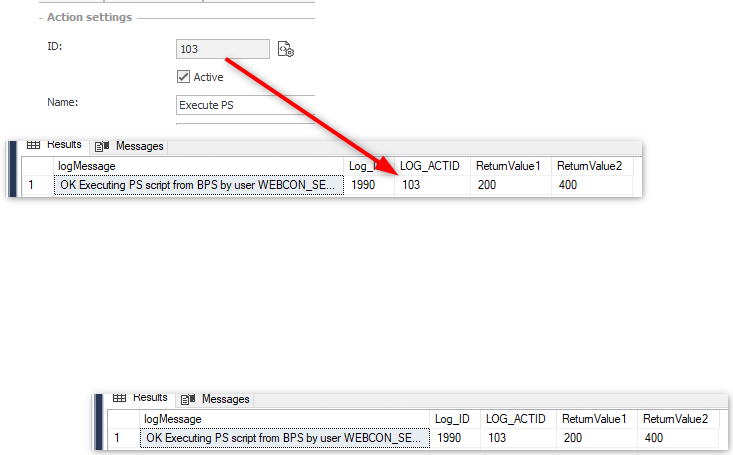 Action settings
ID:
103
Active
Name:
Execute PS
Results Messages
logMessage Log_I LOG_ACTID ReturnValue1 ReturnValue2
1 OK Executing PS script from BPS by user WEBCON_SE... 1990 103 200 400
Results Messages
logMessage Log_ID LOG_ACTID ReturnValue1 ReturnValue2
1 OK Executing PS script from BPS by user WEBCON_SE... 1990 103 200 400